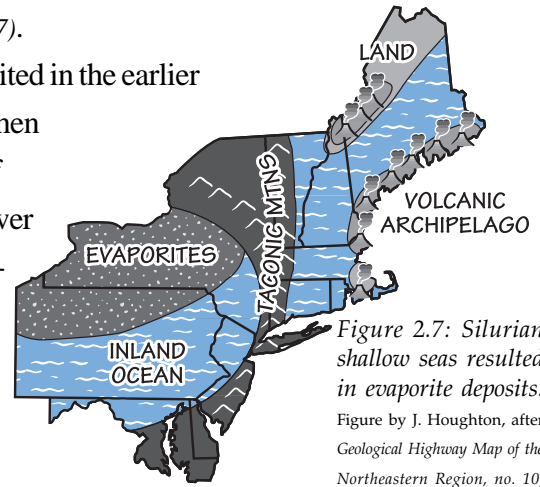 7).
ited in the earlier
LAND
ver
VOLCANIC
ARCHIPELAGO
TACONIC MTNS
EVAPORITES
INLAND
OCEAN
Figure 2.7: Silurian
shallow seas resulted
in evaporite deposits.
Figure by J. Houghton, after
Geological Highway Map of the
Northeastern Region, no. 10,